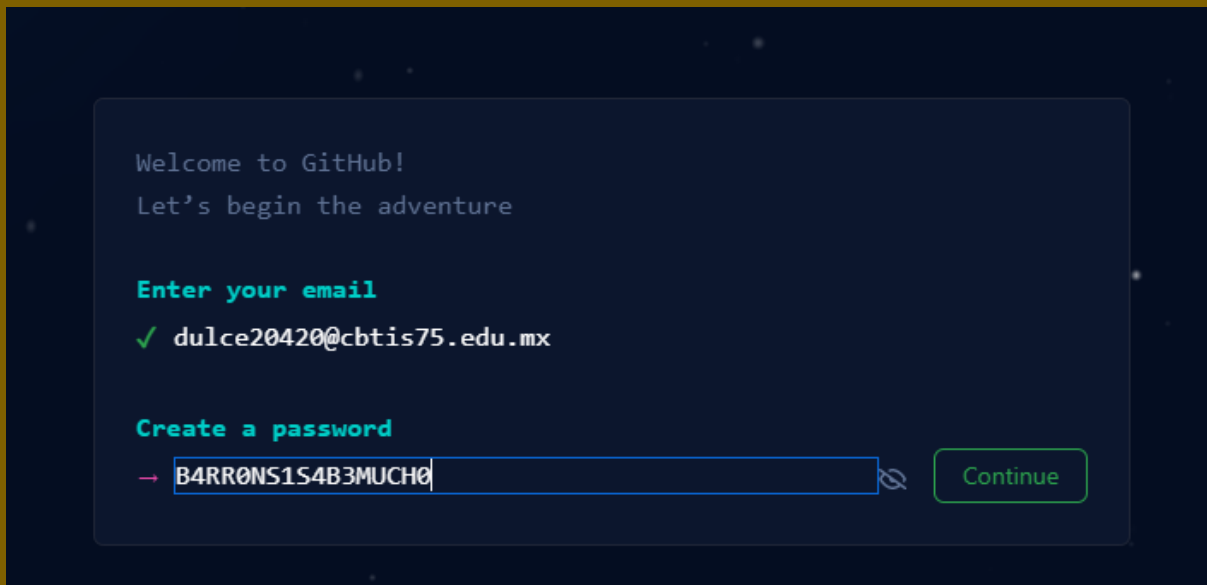 Welcome to GitHub!
Let’s begin the adventure
Enter your email
✓ dulce20420@cbtis75.edu.mx
Create a password
→ B4RR0NS1S4B3MUCH0
Continue